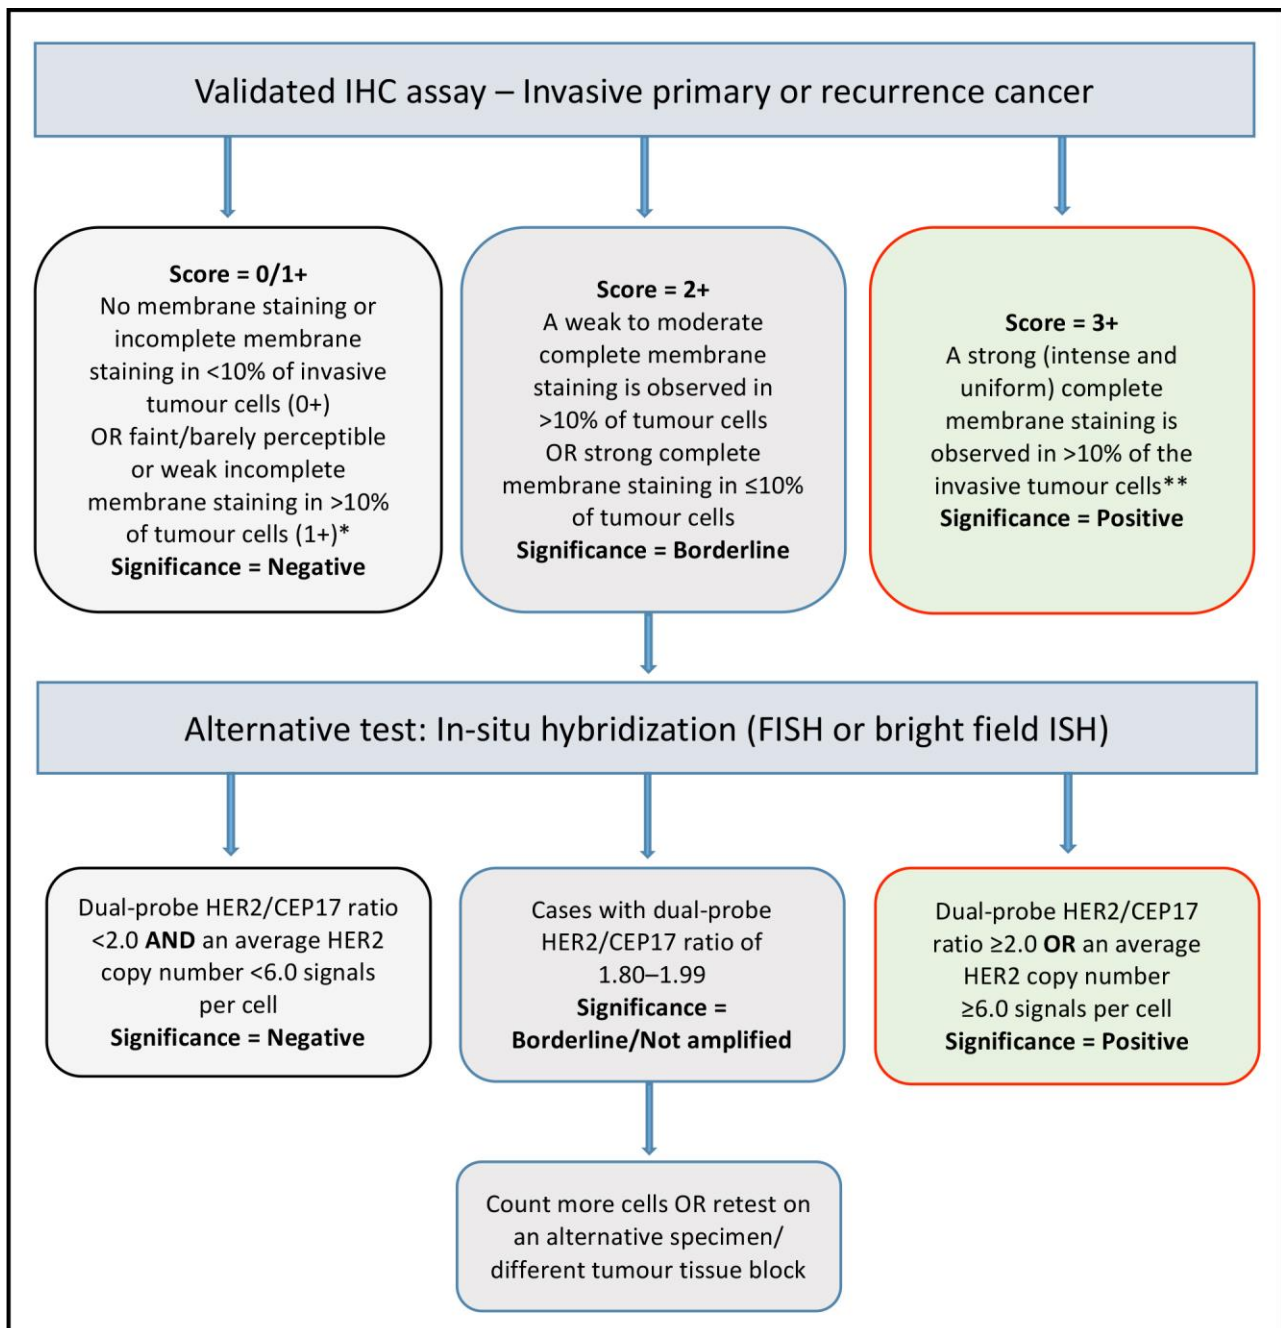 Validated IHC assay – Invasive primary or recurrence cancer
Score = 0/1+
No membrane staining or
incomplete membrane
staining in <10% of invasive
tumour cells (0+)
OR faint/barely perceptible
or weak incomplete
membrane staining in >10%
of tumour cells (1+)*
Significance = Negative
Score = 2+
A weak to moderate
complete membrane
staining is observed in
>10% of tumour cells
OR strong complete
membrane staining in ≤10%
of tumour cells
Significance = Borderline
Score = 3+
A strong (intense and
uniform) complete
membrane staining is
observed in >10% of the
invasive tumour cells**
Significance = Positive
Alternative test: In-situ hybridization (FISH or bright field ISH)
Dual-probe HER2/CEP17 ratio
<2.0 AND an average HER2
copy number <6.0 signals
per cell
Significance = Negative
Cases with dual-probe
HER2/CEP17 ratio of
1.80–1.99
Significance =
Borderline/Not amplified
Dual-probe HER2/CEP17
ratio ≥2.0 OR an average
HER2 copy number
≥6.0 signals per cell
Significance = Positive
Count more cells OR retest on
an alternative specimen/
different tumour tissue block